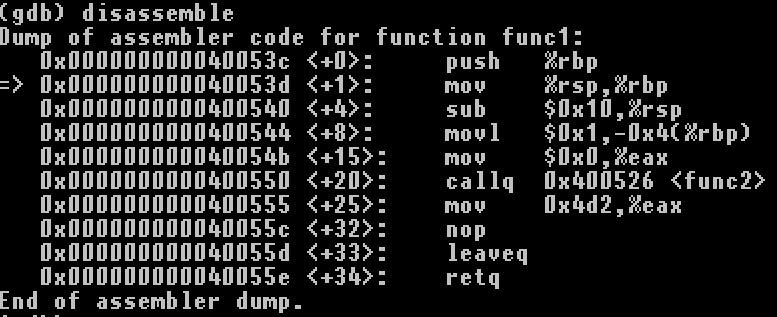 (gdb) disassemble
Dump of assembler code for function func1:
   0x000000000040053c <+0>:     push   %rbp
=> 0x000000000040053d <+1>:     mov    %rsp,%rbp
   0x0000000000400540 <+4>:     sub    $0x10,%rsp
   0x0000000000400544 <+8>:     movl   $0x1,-0x4(%rbp)
   0x000000000040054b <+15>:    mov    $0x0,%eax
   0x0000000000400550 <+20>:    callq  0x400526 <func2>
   0x0000000000400555 <+25>:    mov    0x4d2,%eax
   0x000000000040055c <+32>:    nop
   0x000000000040055d <+33>:    leaveq
   0x000000000040055e <+34>:    retq
End of assembler dump.